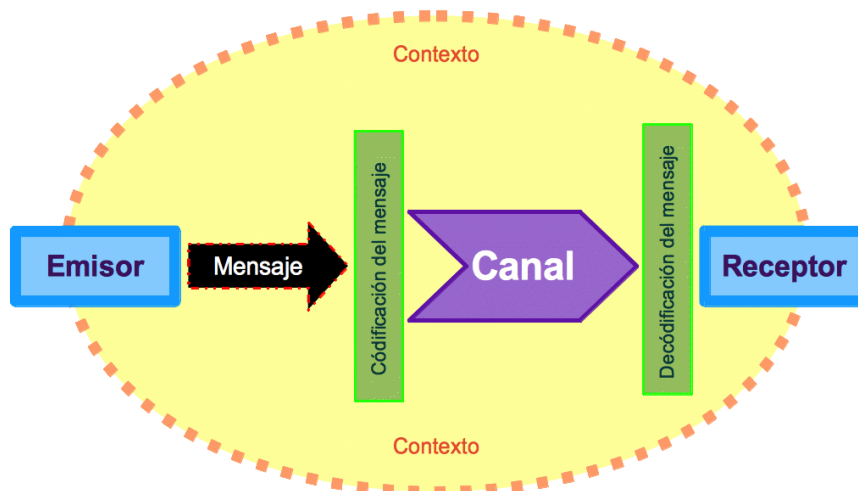 Contexto
Emisor
Mensaje
Códificación del mensaje
Canal
Decódificación del mensaje
Receptor
Contexto